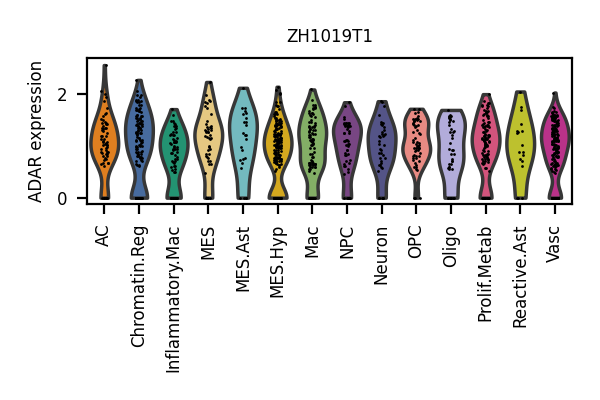 ZH1019T1
ADAR expression
2
0
AC
Chromatin.Reg
Inflammatory.Mac
MES
MES.Ast
MES.Hyp
Mac
NPC
Neuron
OPC
Oligo
Prolif.Metab
Reactive.Ast
Vasc